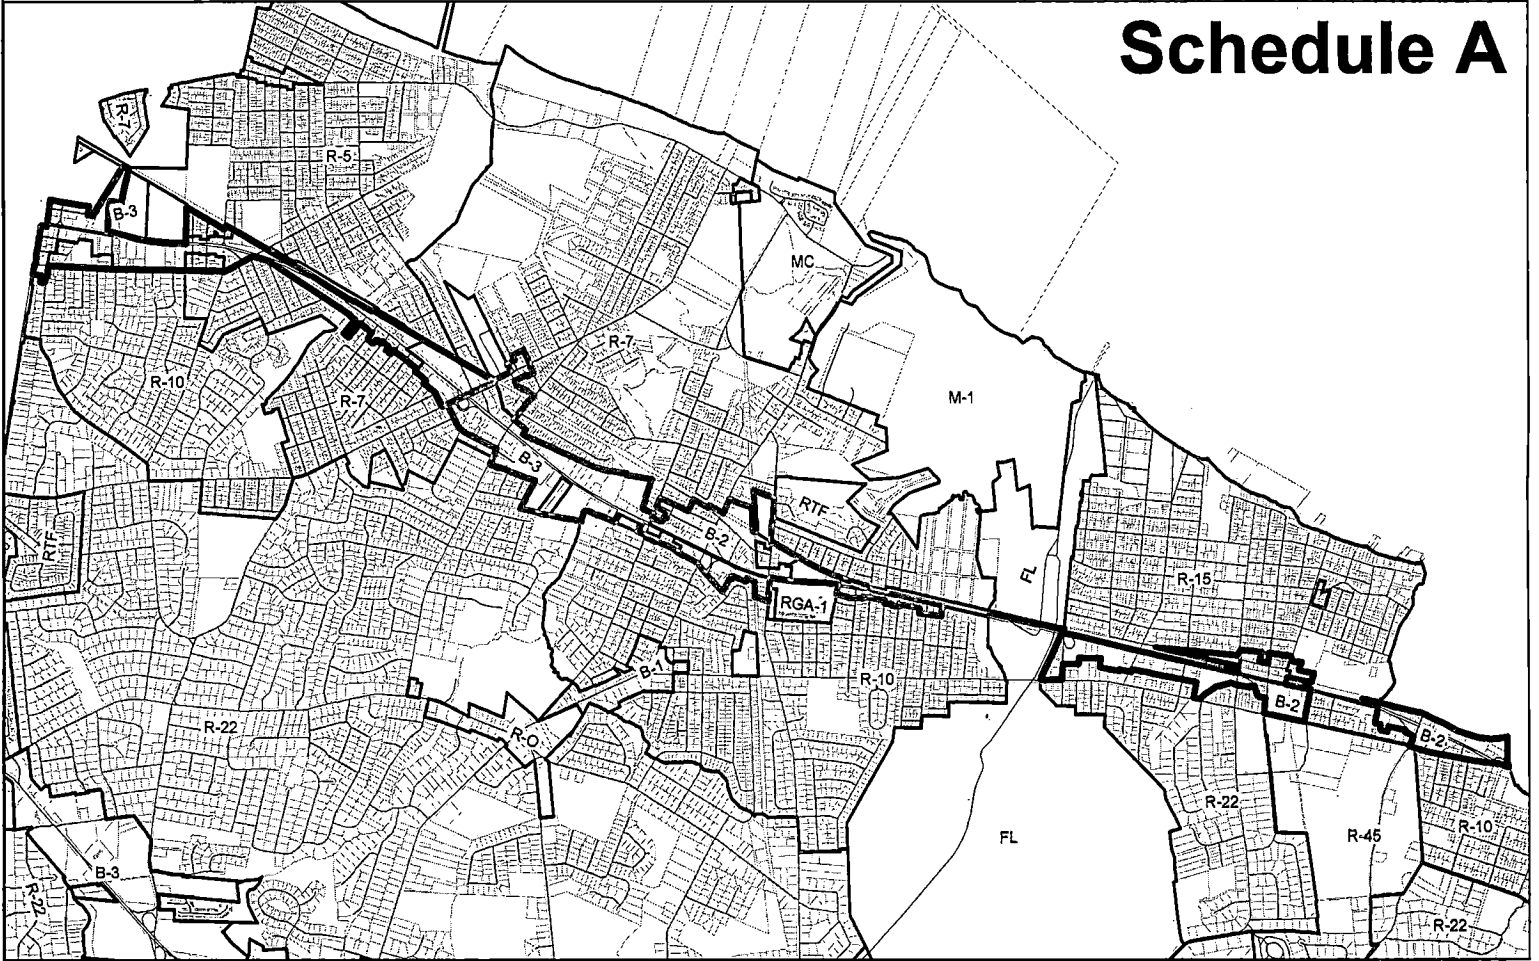 Schedule A
R-7
R-5
B-3
MC
R-7
R-10
R-7
M-1
B-3
RTF
B-2
RTF
FL
R-15
RGA-1
B-1
R-10
B-2
R-22
R-O
B-2
R-22
R-10
FL
R-45
B-3
R-22
R-22